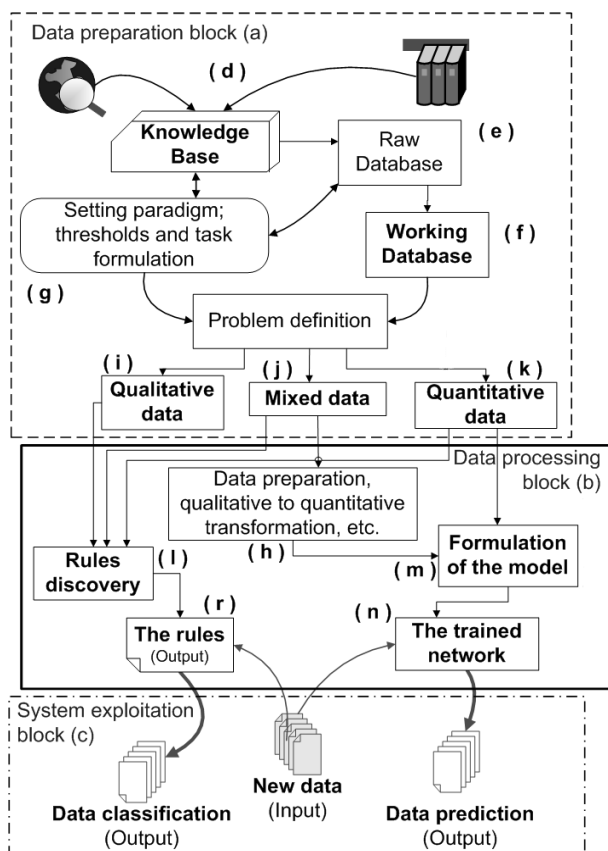 Data preparation block (a)
( d )
Knowledge
Base
( e )
Raw
Database
Setting paradigm;
thresholds and task
formulation
Working
Database
( f )
( g )
Problem definition
( i )
Qualitative
data
( j )
Mixed data
( k )
Quantitative
data
Data processing
block (b)
Data preparation,
qualitative to quantitative
transformation, etc.
( h )
Rules
discovery
( l )
Formulation
of the model
( m )
( r )
The rules
(Output)
( n )
The trained
network
System exploitation
block (c)
Data classification
(Output)
New data
(Input)
Data prediction
(Output)